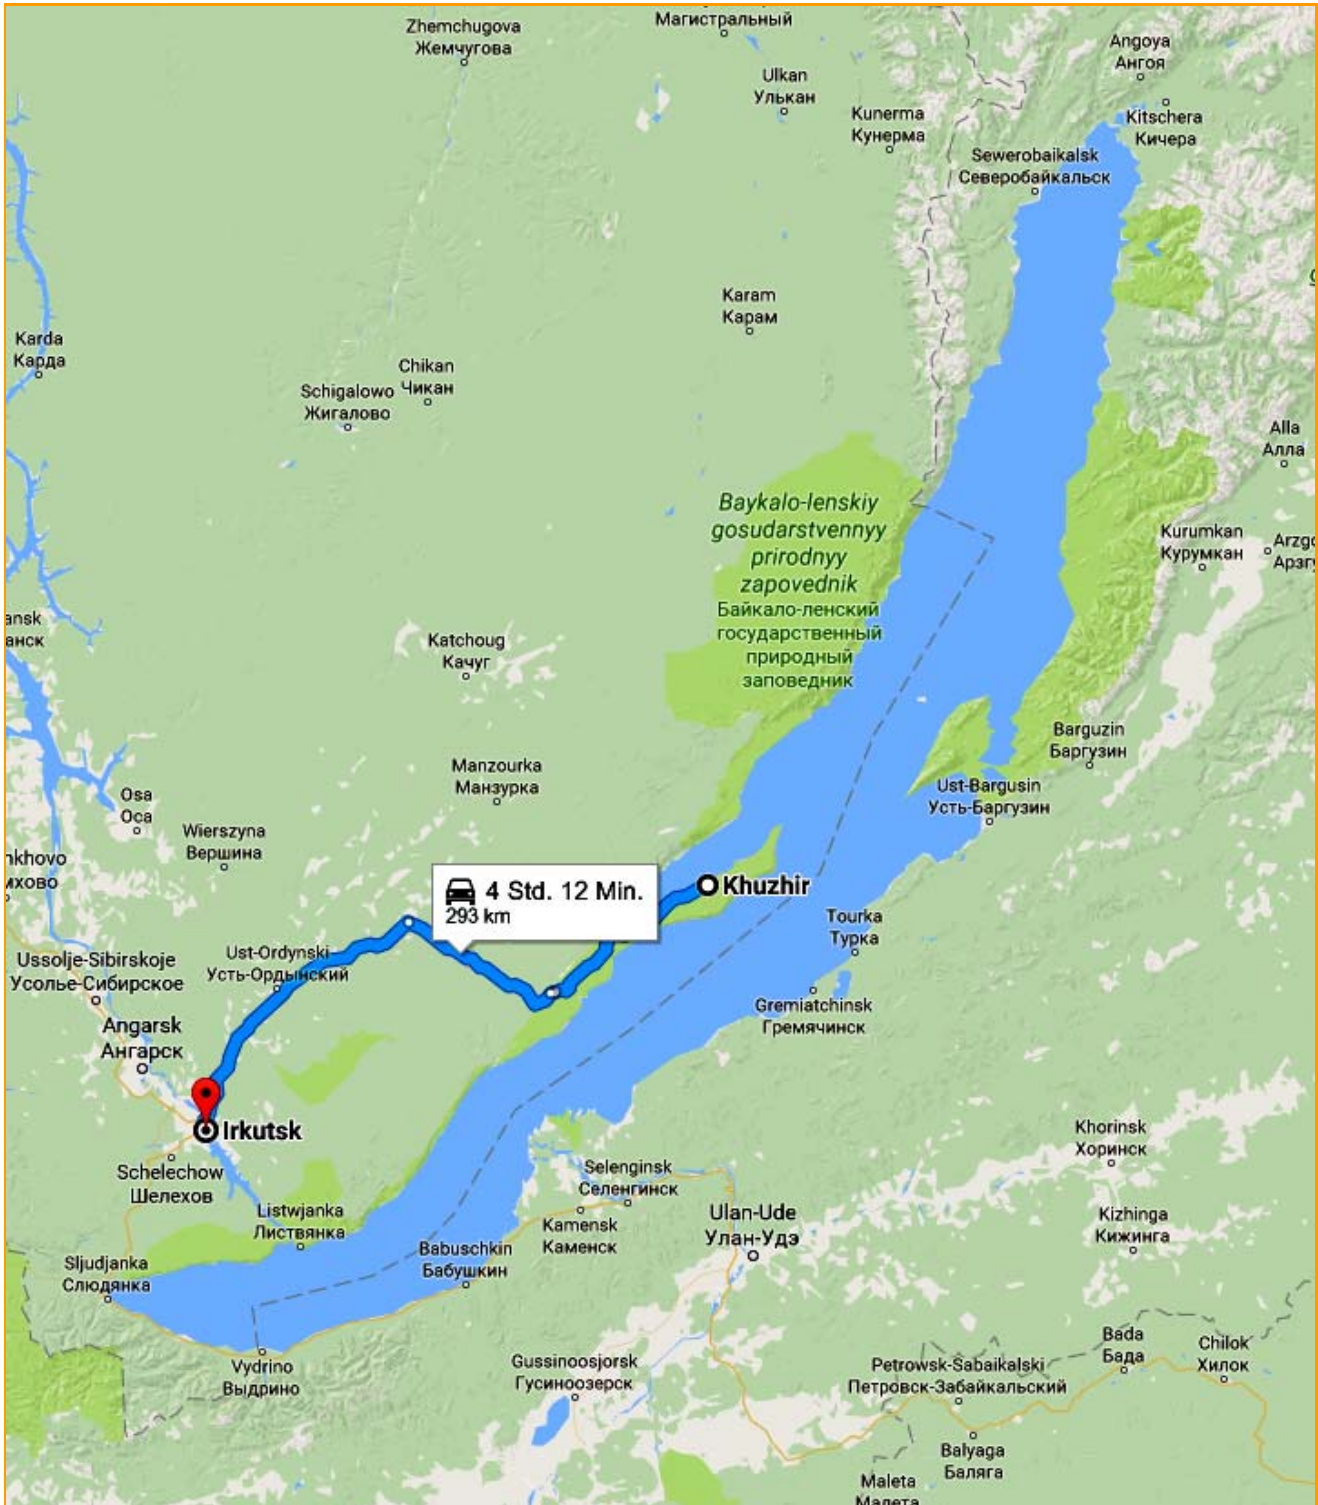 Магистральный
Zhemchugova
Жемчугова
Angoya
Ангоя
Ulkan
Улькан
Kunerma
Кунерма
Kitschera
Кичера
Sewerobaikalsk
Северобайкальск
Karam
Карам
Karda
Карда
Chikan
Чикан
Schigalowo
Жигалово
Alla
Алла
Baykalo-lenskiy
gosudarstvennyy
prirodnyy
zapovednik
Байкало-ленский
государственный
природный
заповедник
Kurumkan
Курумкан
Katchoug
Качуг
Barguzin
Баргузин
Manzourka
Манзурка
Ust-Bargusin
Усть-Баргузин
Osa
Оса
Wierszyna
Вершина
4 Std. 12 Min.
293 km
Khuzhir
Tourka
Турка
Ust-Ordynski
Усть-Ордынский
Ussolje-Sibirskoje
Усолье-Сибирское
Gremiatchinsk
Гремячинск
Angarsk
Ангарск
Irkutsk
Khorinsk
Хоринск
Schelechow
Шелехов
Selenginsk
Селенгинск
Listwjanka
Листвянка
Kamensk
Каменск
Ulan-Ude
Улан-Удэ
Kizhinga
Кижинга
Babuschkin
Бабушкин
Sljudjanka
Слюдянка
Vydrino
Выдрино
Gussinoosjorsk
Гусиноозерск
Petrowsk-Sabaikalski
Петровск-Забайкальский
Bada
Бада
Chilok
Хилок
Balyaga
Баляга
Maleta
Малета